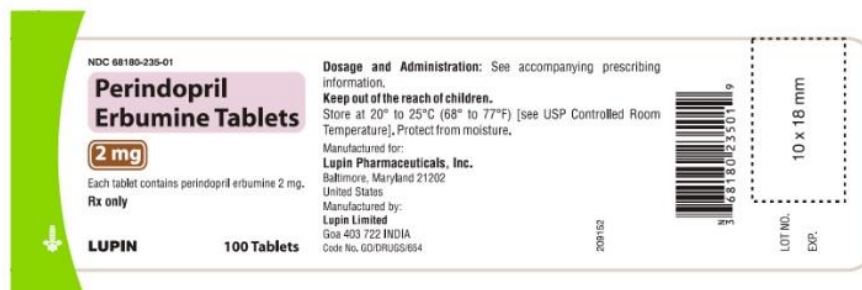 NDC 68180-235-01
Perindopril
Erbumine Tablets
2 mg
Each tablet contains perindopril erbumine 2 mg.
Rx only
LUPIN 100 Tablets
Dosage and Administration: See accompanying prescribing
information.
Keep out of the reach of children.
Store at 20° to 25°C (68° to 77°F) [see USP Controlled Room
Temperature]. Protect from moisture.
Manufactured for:
Lupin Pharmaceuticals, Inc.
Baltimore, Maryland 21202
United States
Manufactured by:
Lupin Limited
Goa 403 722 INDIA
Code No. GO/DRUGS/654
209152
3 68180 23501 9
10 x 18 mm
LOT NO.
EXP.